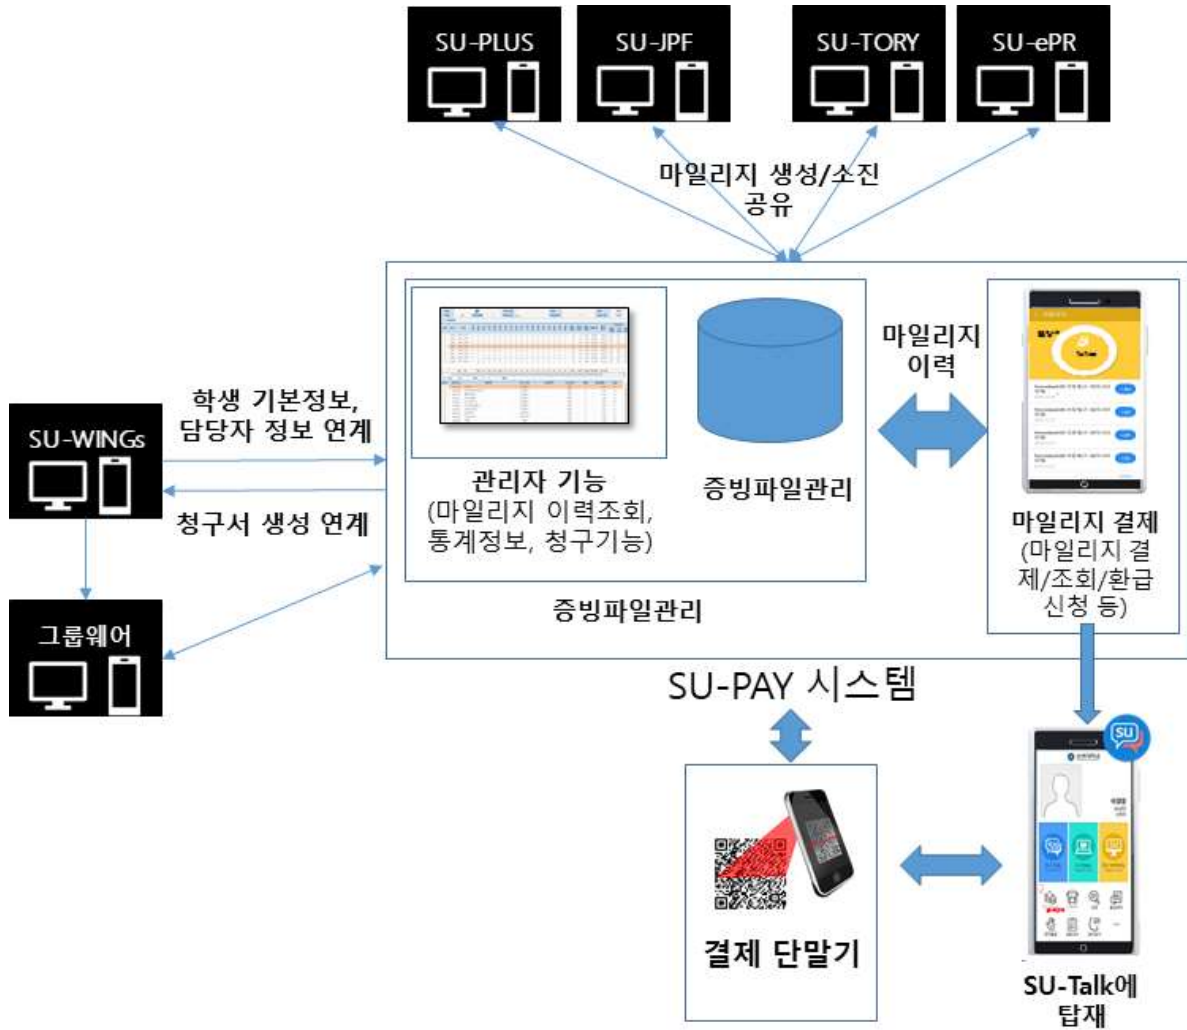 SU-PLUS
SU-JPF
SU-TORY
SU-ePR
마일리지 생성/소진
공유
마일리지
이력
학생 기본정보,
담당자 정보 연계
SU-WINGs
청구서 생성 연계
관리자 기능
(마일리지 이력조회,
통계정보, 청구기능)
증빙파일관리
마일리지 결제
(마일리지 결
제/조회/환급
신청 등)
증빙파일관리
그룹웨어
SU-PAY 시스템
SU
결제 단말기
SU-Talk에
탑재